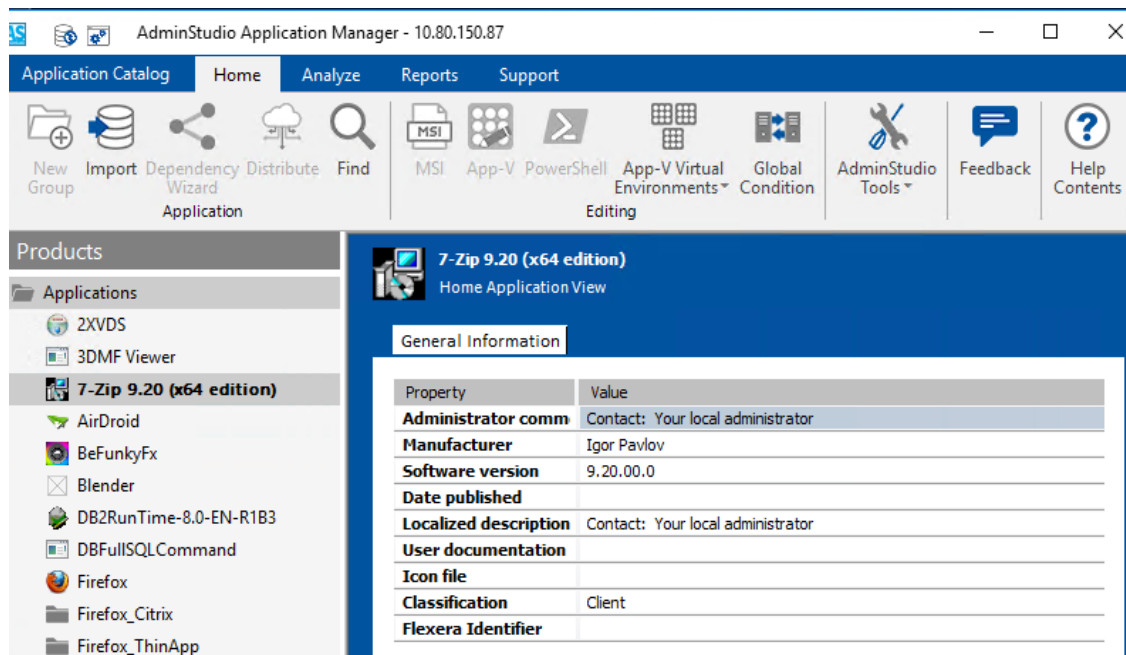 AS AdminStudio Application Manager - 10.80.150.87
Application Catalog Home Analyze Reports Support
New Group Import Dependency Wizard Distribute Find MSI MSI App-V PowerShell App-V Virtual Environments Global Condition AdminStudio Tools Feedback Help Contents
Application Editing
Products
Applications
2XVDS
3DMF Viewer
7-Zip 9.20 (x64 edition)
AirDroid
BeFunkyFx
Blender
DB2RunTime-8.0-EN-R1B3
DBFullSQLCommand
Firefox
Firefox_Citrix
Firefox_ThinApp
7-Zip 9.20 (x64 edition)
Home Application View
General Information
Property Value
Administrator comm Contact: Your local administrator
Manufacturer Igor Pavlov
Software version 9.20.00.0
Date published
Localized description Contact: Your local administrator
User documentation
Icon file
Classification Client
Flexera Identifier